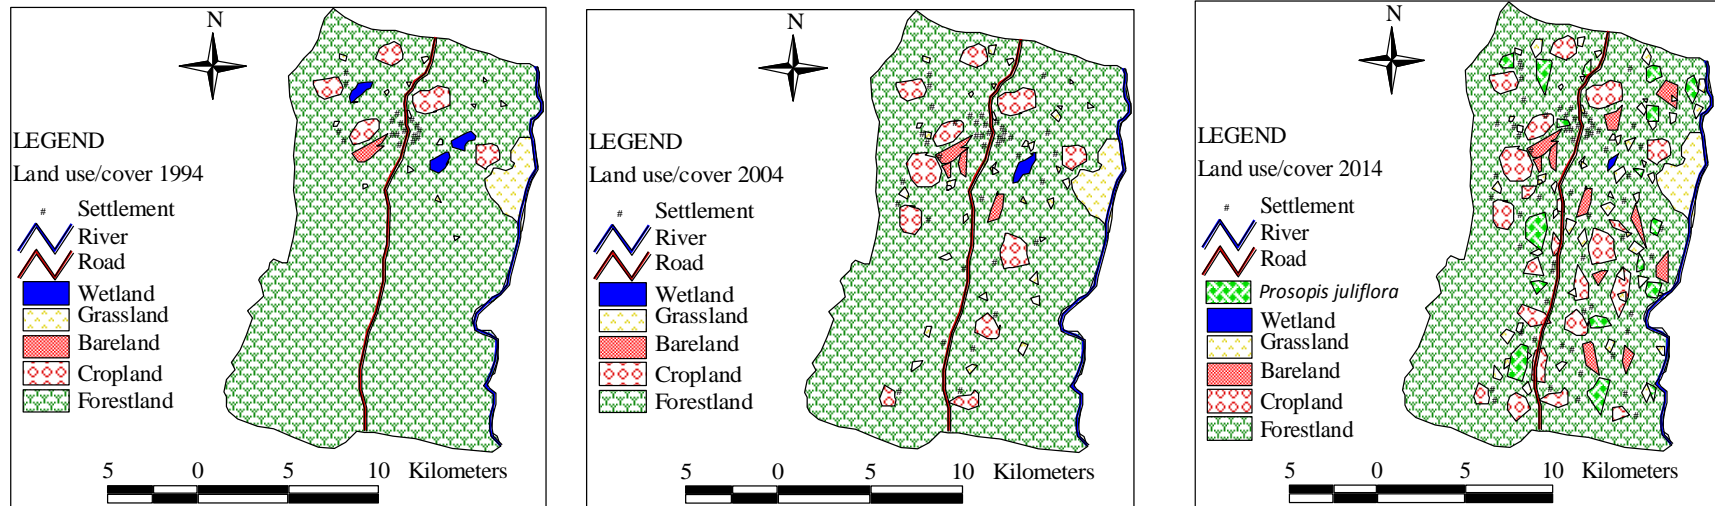 N
LEGEND
Land use/cover 1994
# Settlement
River
Road
Wetland
Grassland
Bareland
Cropland
Forestland
5 0 5 10 Kilometers
N
LEGEND
Land use/cover 2004
# Settlement
River
Road
Wetland
Grassland
Bareland
Cropland
Forestland
5 0 5 10 Kilometers
N
LEGEND
Land use/cover 2014
# Settlement
River
Road
Prosopis juliflora
Wetland
Grassland
Bareland
Cropland
Forestland
5 0 5 10 Kilometers